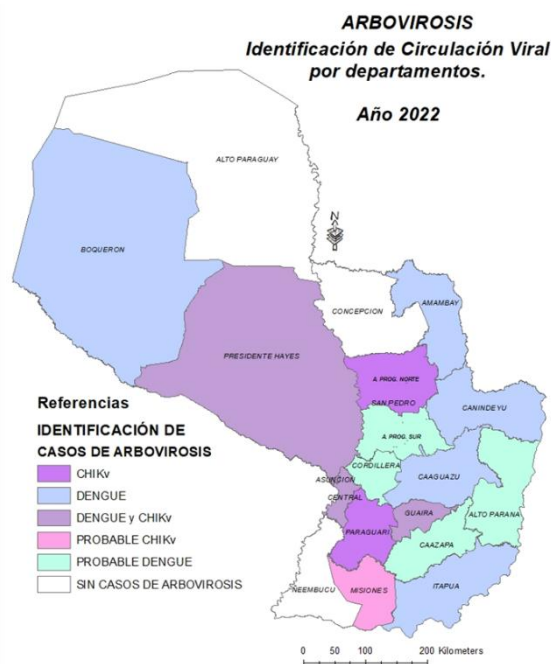 ARBOVIROSIS
Identificación de Circulación Viral
por departamentos.
Año 2022
ALTO PARAGUAY
N
BOQUERON
CONCEPCION
AMAMBAY
PRESIDENTE HAYES
A. PROG. NORTE
SAN PEDRO
CANINDEYU
A. PROG. SUR
CORDILLERA
CAAGUAZU
ASUNCION
CENTRAL
GUAIRA
ALTO PARANA
PARAGUARI
CAAZAPA
ÑEEMBUCU
MISIONES
ITAPUA
Referencias
IDENTIFICACIÓN DE
CASOS DE ARBOVIROSIS
CHIKv
DENGUE
DENGUE y CHIKv
PROBABLE CHIKv
PROBABLE DENGUE
SIN CASOS DE ARBOVIROSIS
0 50 100 200 Kilometers